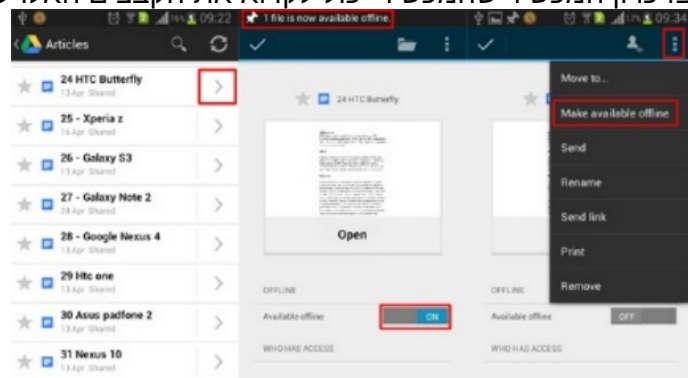 09:22
Articles
24 HTC Butterfly
13 Apr Shared
25 - Xperia z
16 Apr Shared
26 - Galaxy S3
13 Apr Shared
27 - Galaxy Note 2
24 Apr Shared
28 - Google Nexus 4
13 Apr Shared
29 Htc one
13 Apr Shared
30 Asus padfone 2
13 Apr Shared
31 Nexus 10
13 Apr Shared
1 file is now available offline.
24 HTC Butterfly
Open
OFFLINE
Available offline
ON
WHO HAS ACCESS
09:34
Move to...
Make available offline
Send
Rename
Send link
Print
Remove
OFFLINE
Available offline
OFF
WHO HAS ACCESS